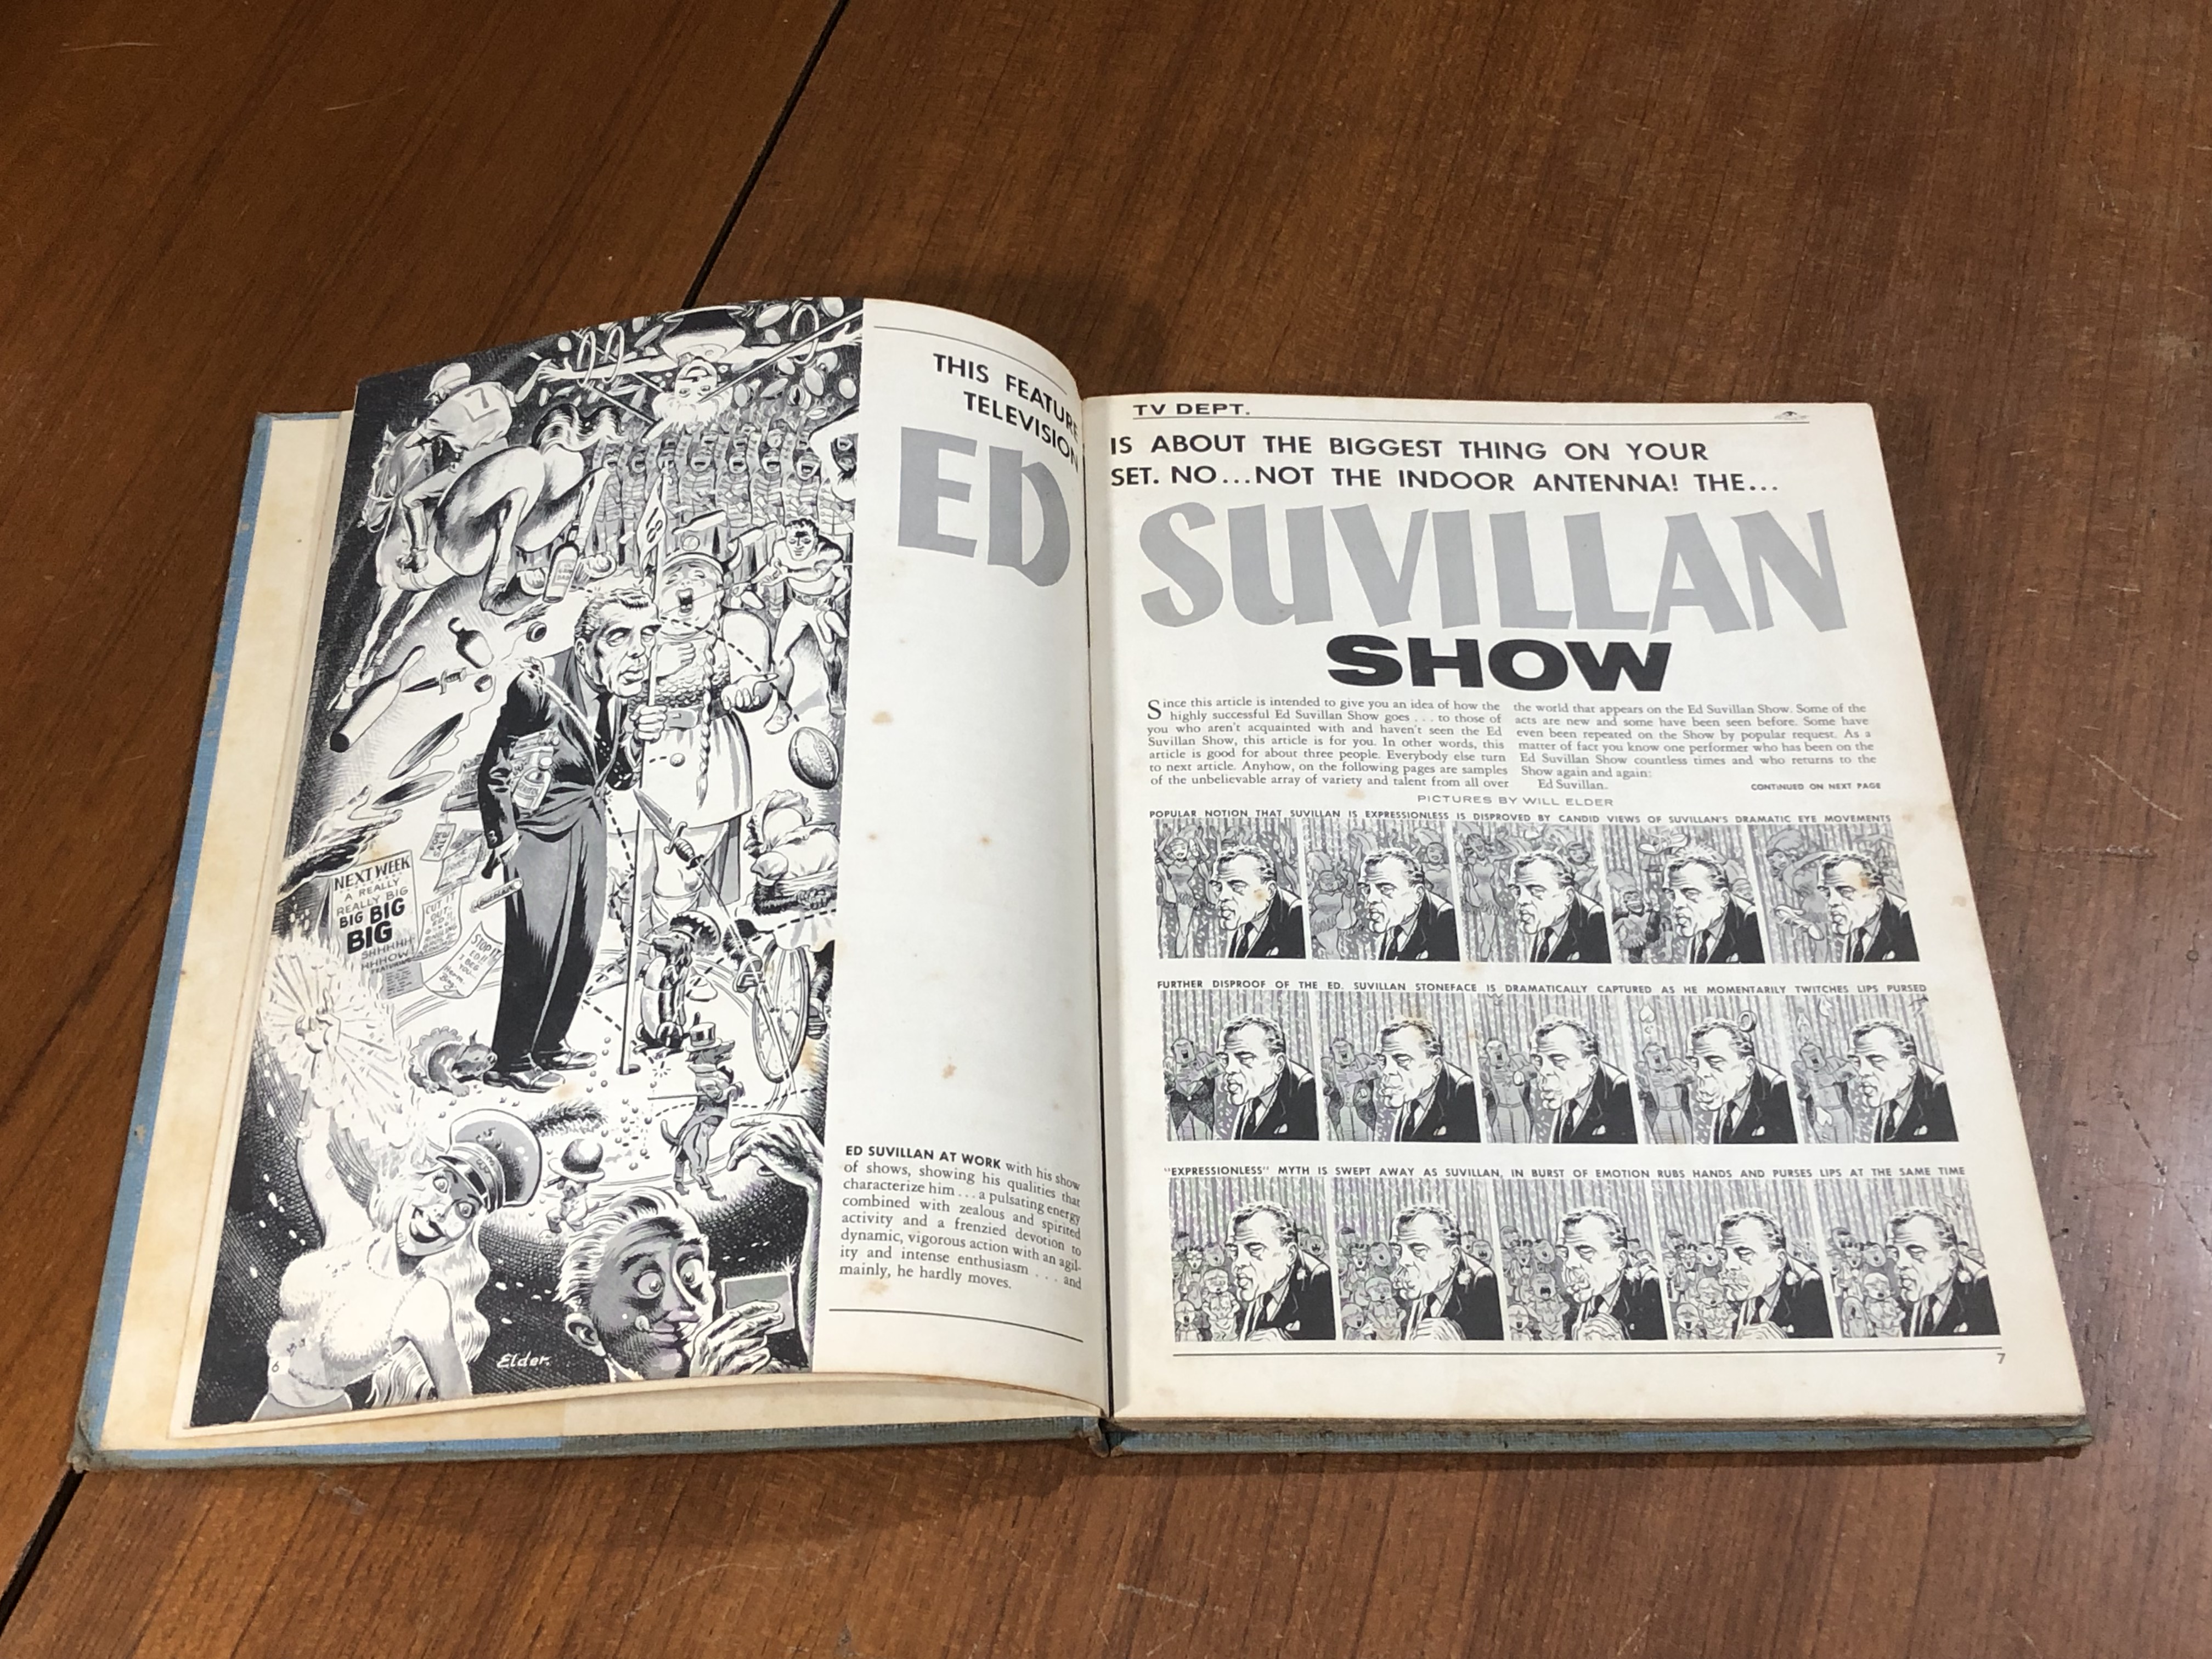 THIS FEATURE
TELEVISION
ED
7
NEXT WEEK
A REALLY
REALLY BIG
BIG BIG
BIG
SHHHHH
HHHOW
FEATURING
CUT IT
OUT
STOP IT
ED!!
I BEG
YOU
Elder
ED SUVILLAN AT WORK with his show
of shows, showing his qualities that
characterize him . . . a pulsating energy
combined with zealous and spirited
activity and a frenzied devotion to
dynamic, vigorous action with an agil-
ity and intense enthusiasm . . . and
mainly, he hardly moves.
TV DEPT.
IS ABOUT THE BIGGEST THING ON YOUR
SET. NO...NOT THE INDOOR ANTENNA! THE...
SUVILLAN
SHOW
Since this article is intended to give you an idea of how the
highly successful Ed Suvillan Show goes . . . to those of
you who aren't acquainted with and haven't seen the Ed
Suvillan Show, this article is for you. In other words, this
article is good for about three people. Everybody else turn
to next article. Anyhow, on the following pages are samples
of the unbelievable array of variety and talent from all over
the world that appears on the Ed Suvillan Show. Some of the
acts are new and some have been seen before. Some have
even been repeated on the Show by popular request. As a
matter of fact you know one performer who has been on the
Ed Suvillan Show countless times and who returns to the
Show again and again:
Ed Suvillan.
CONTINUED ON NEXT PAGE
PICTURES BY WILL ELDER
POPULAR NOTION THAT SUVILLAN IS EXPRESSIONLESS IS DISPROVED BY CANDID VIEWS OF SUVILLAN'S DRAMATIC EYE MOVEMENTS
FURTHER DISPROOF OF THE ED. SUVILLAN STONEFACE IS DRAMATICALLY CAPTURED AS HE MOMENTARILY TWITCHES LIPS PURSED
"EXPRESSIONLESS" MYTH IS SWEPT AWAY AS SUVILLAN, IN BURST OF EMOTION RUBS HANDS AND PURSES LIPS AT THE SAME TIME
7